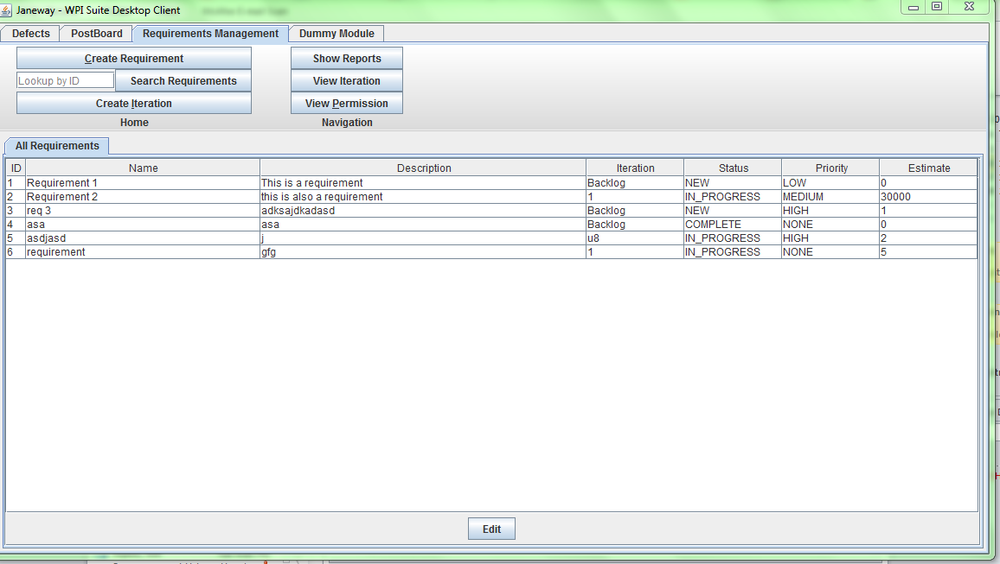 Janeway - WPI Suite Desktop Client
Defects PostBoard Requirements Management Dummy Module
Create Requirement Show Reports
Lookup by ID Search Requirements View Iteration
Create Iteration View Permission
Home Navigation
All Requirements
ID Name Description Iteration Status Priority Estimate
1 Requirement 1 This is a requirement Backlog NEW LOW 0
2 Requirement 2 this is also a requirement 1 IN_PROGRESS MEDIUM 30000
3 req 3 adksajdkadasd Backlog NEW HIGH 1
4 asa asa Backlog COMPLETE NONE 0
5 asdjasd j u8 IN_PROGRESS HIGH 2
6 requirement gfg 1 IN_PROGRESS NONE 5
Edit